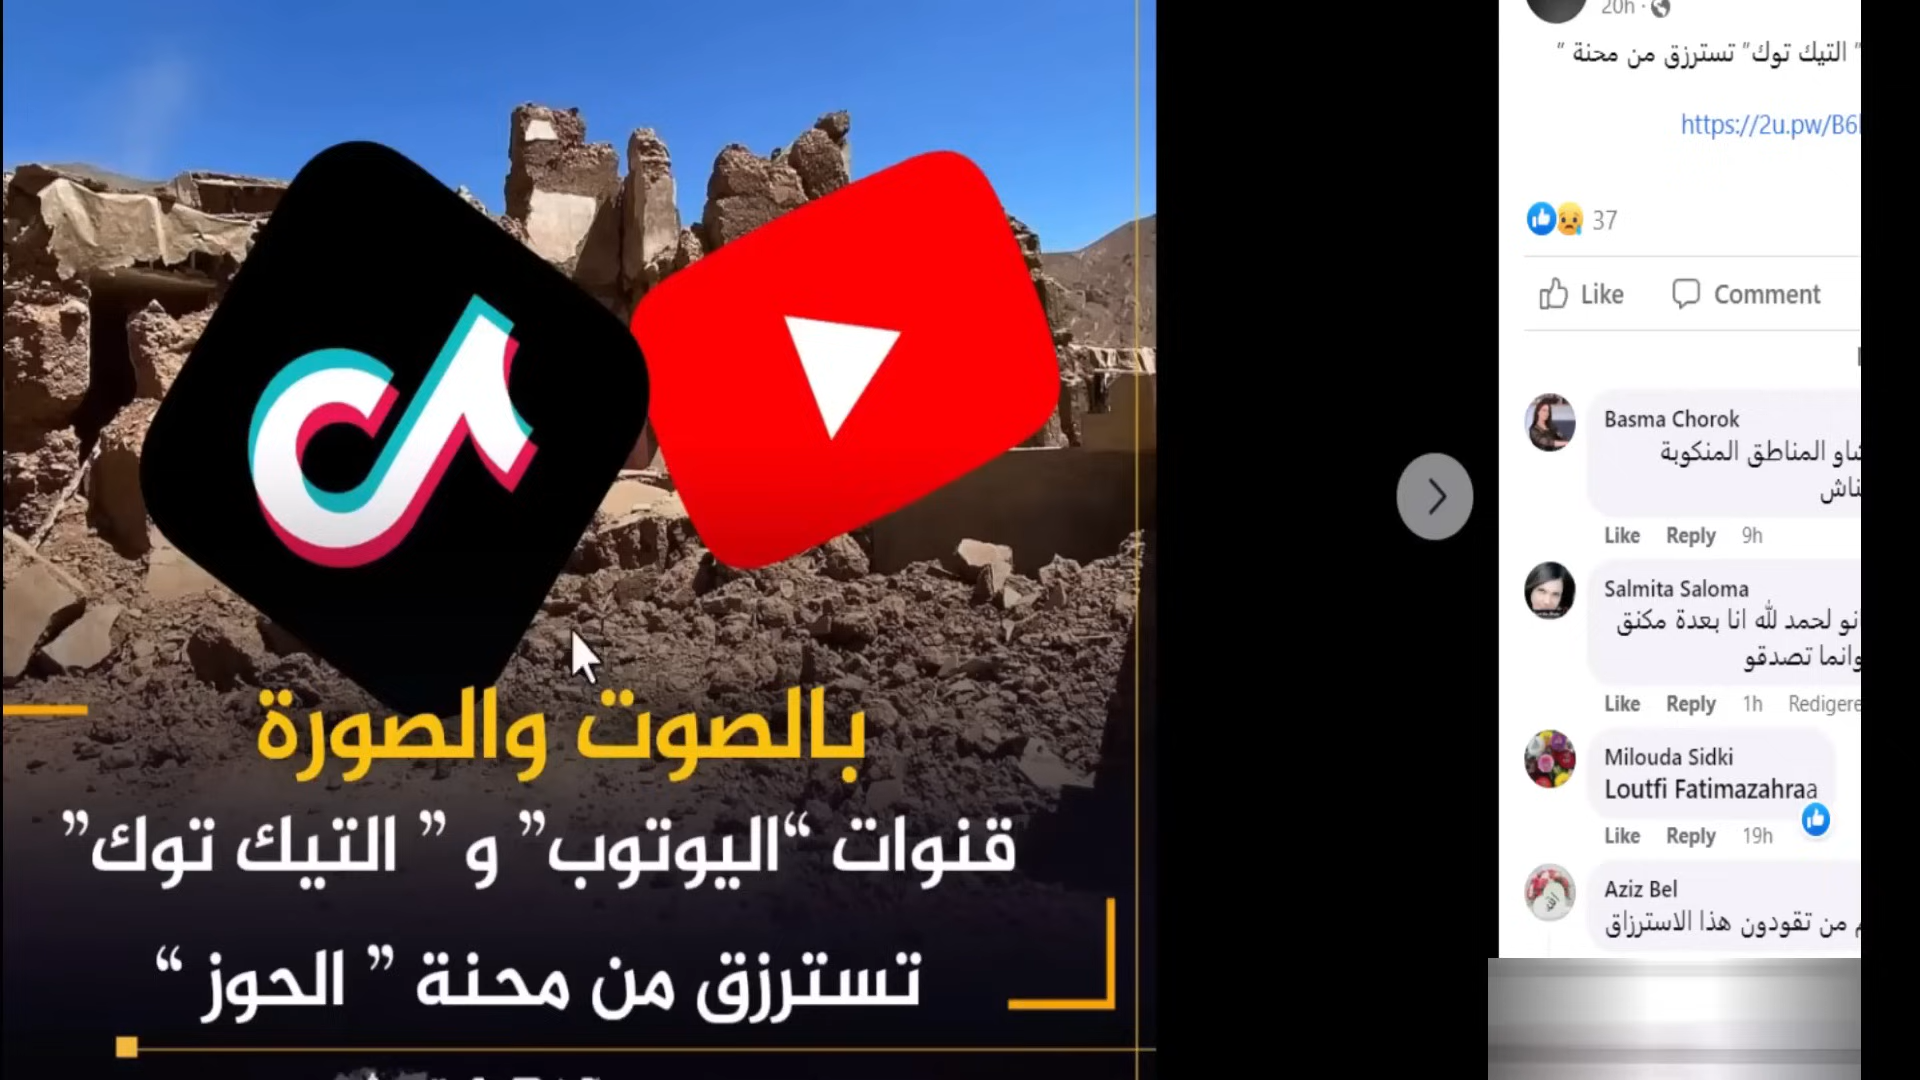 بالصوت والصورة
قنوات “اليوتوب” و ” التيك توك”
تسترزق من محنة ” الحوز “
20h
” التيك توك” تسترزق من محنة ”
https://2u.pw/B6
37
Like Comment
Basma Chorok
المناطق المنكوبة
Like Reply 9h
Salmita Saloma
لحمد لله انا بعدة مكنق
وانما تصدقو
Like Reply 1h Redigere
Milouda Sidki
Loutfi Fatimazahraa
Like Reply 19h
Aziz Bel
من تقودون هذا الاسترزاق